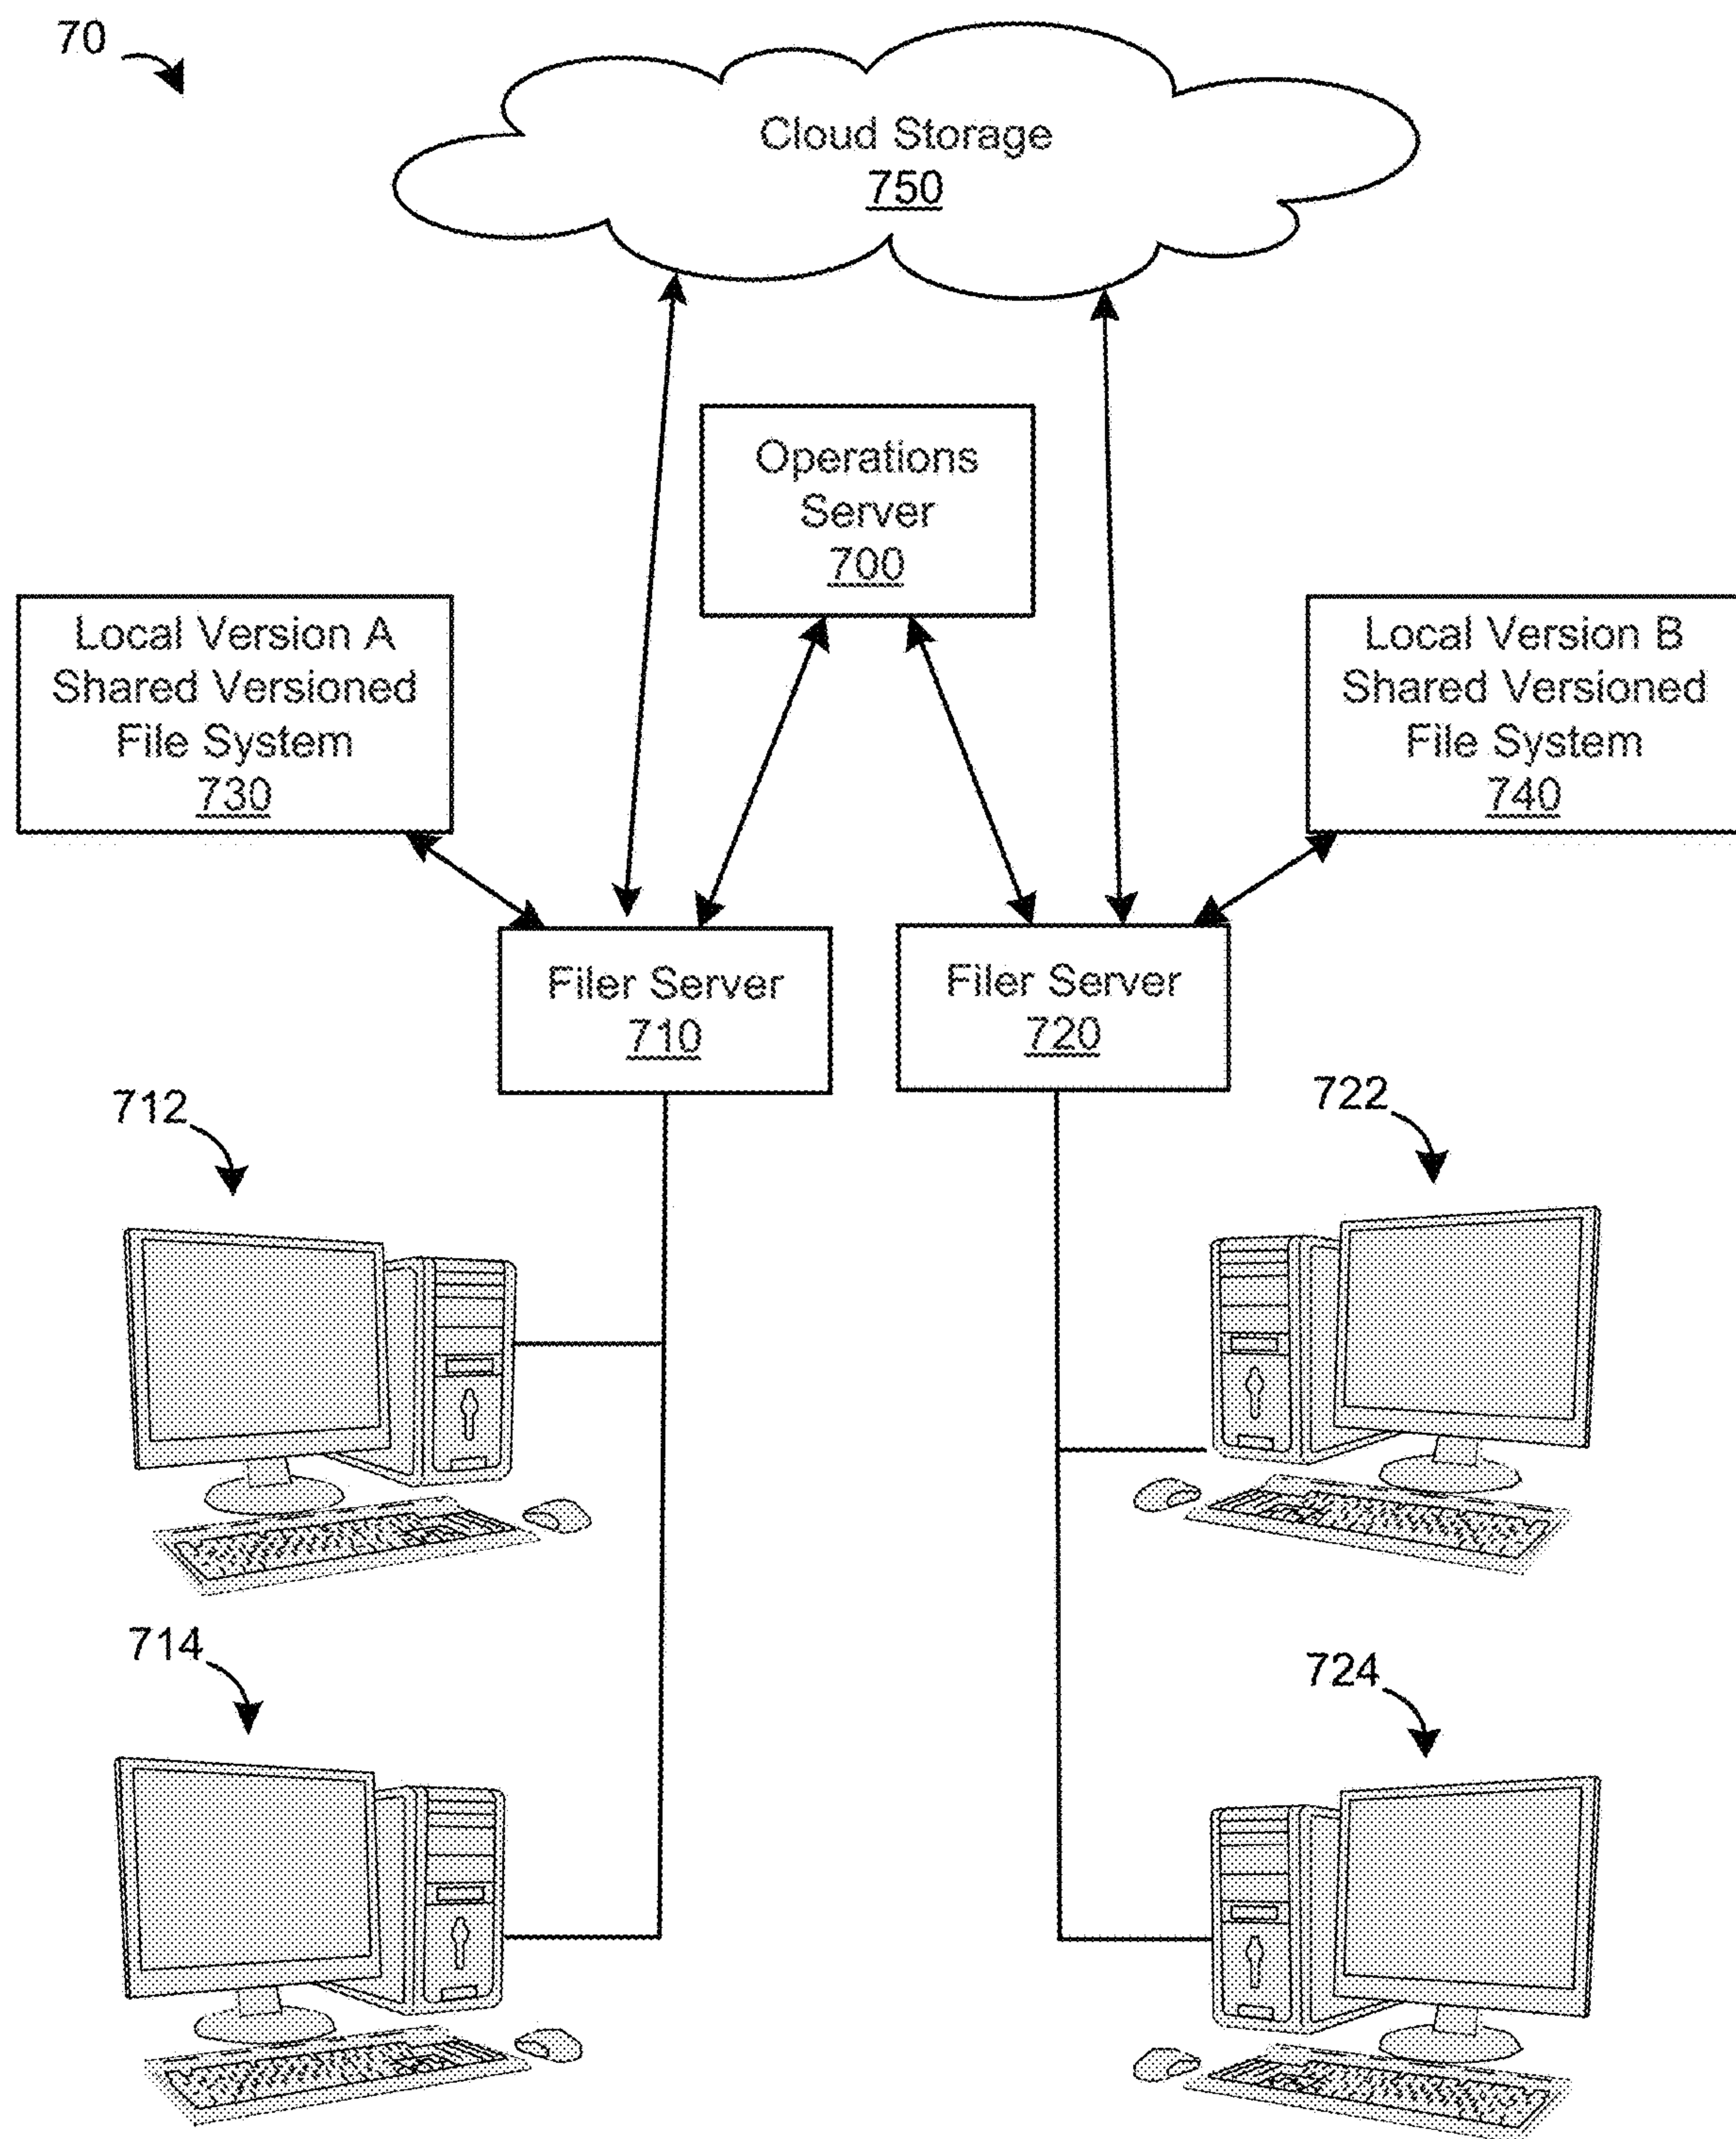 70
Cloud Storage
750
Operations
Server
700
Local Version A
Shared Versioned
File System
730
Local Version B
Shared Versioned
File System
740
Filer Server
710
Filer Server
720
712
722
714
724